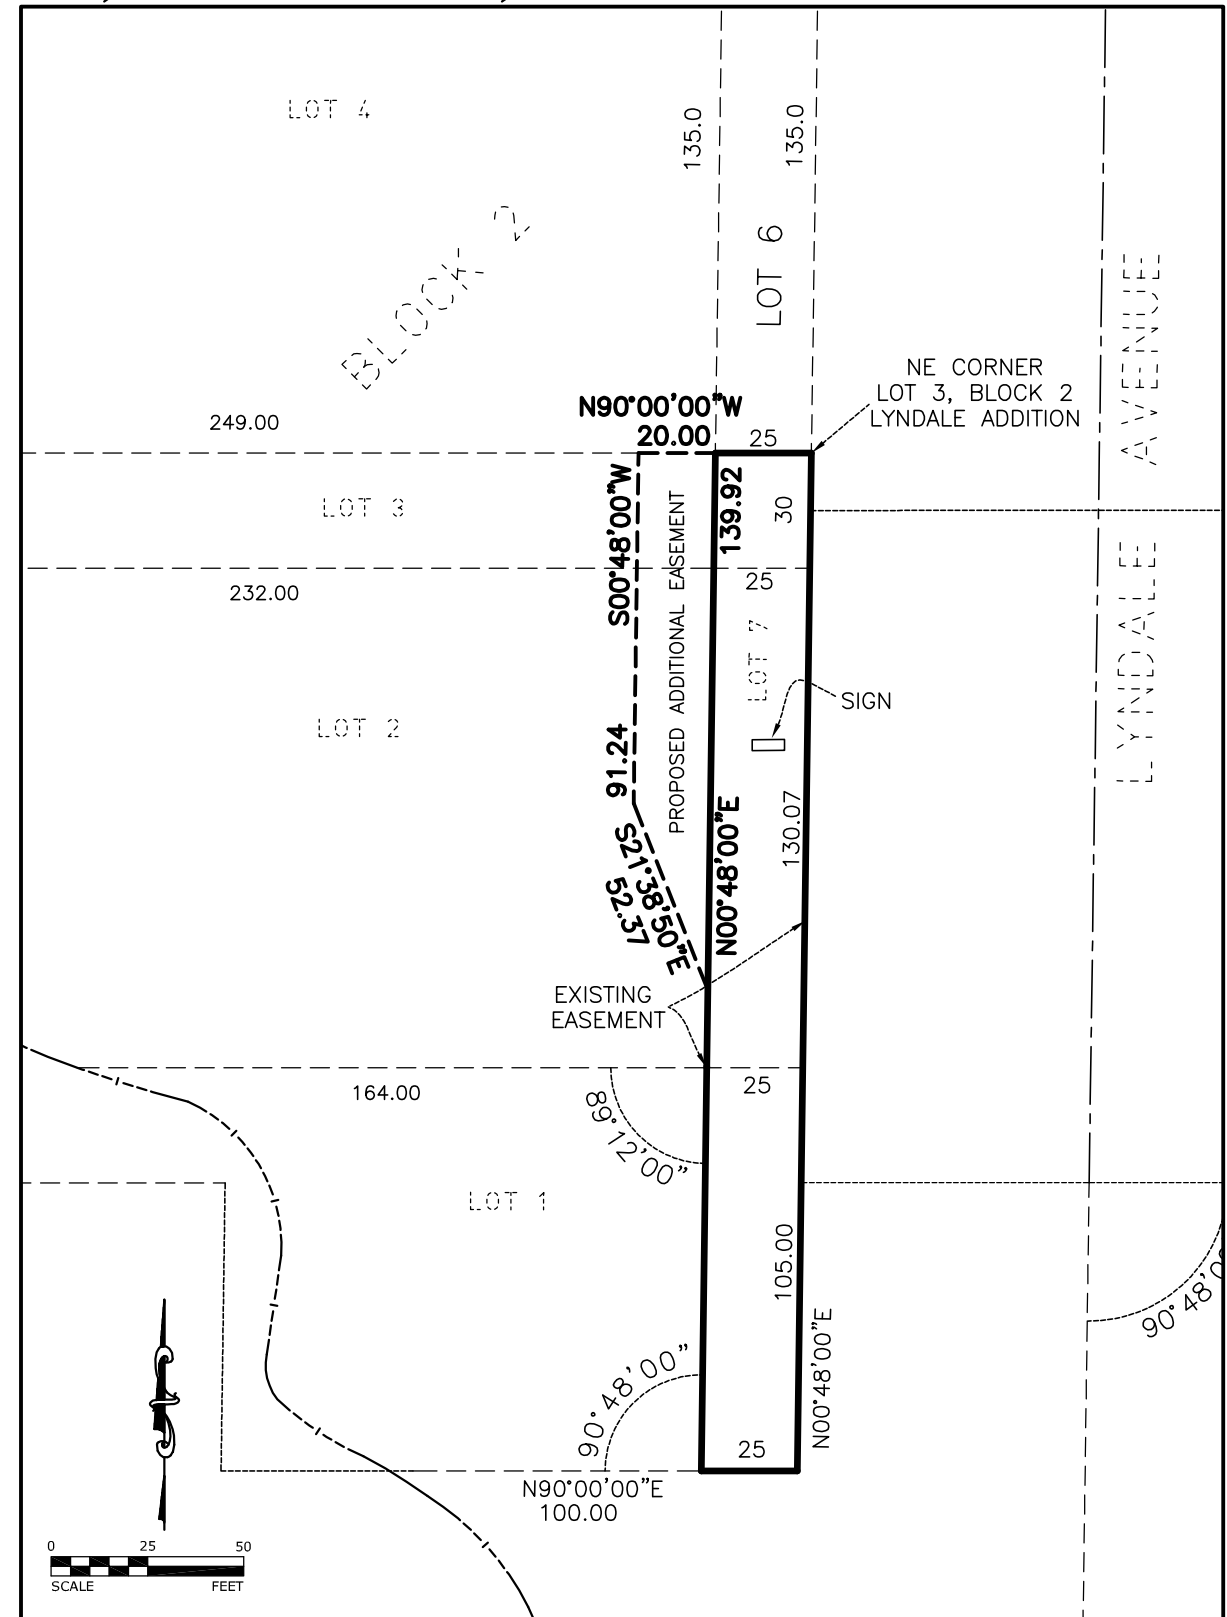 LOT 4
135.0
135.0
BLOCK 2
LOT 6
LYNDALE AVENUE
NE CORNER
LOT 3, BLOCK 2
LYNDALE ADDITION
249.00
N90°00'00"W
20.00
25
S00°48'00"W
91.24
PROPOSED ADDITIONAL EASEMENT
139.92
30
LOT 3
232.00
25
LOT 7
SIGN
LOT 2
N00°48'00"E
130.07
S21°38'50"E
52.37
EXISTING
EASEMENT
164.00
25
89°12'00"
LOT 1
105.00
N00°48'00"E
90°48'00"
25
N90°00'00"E
100.00
90°48'
0 25 50
SCALE FEET